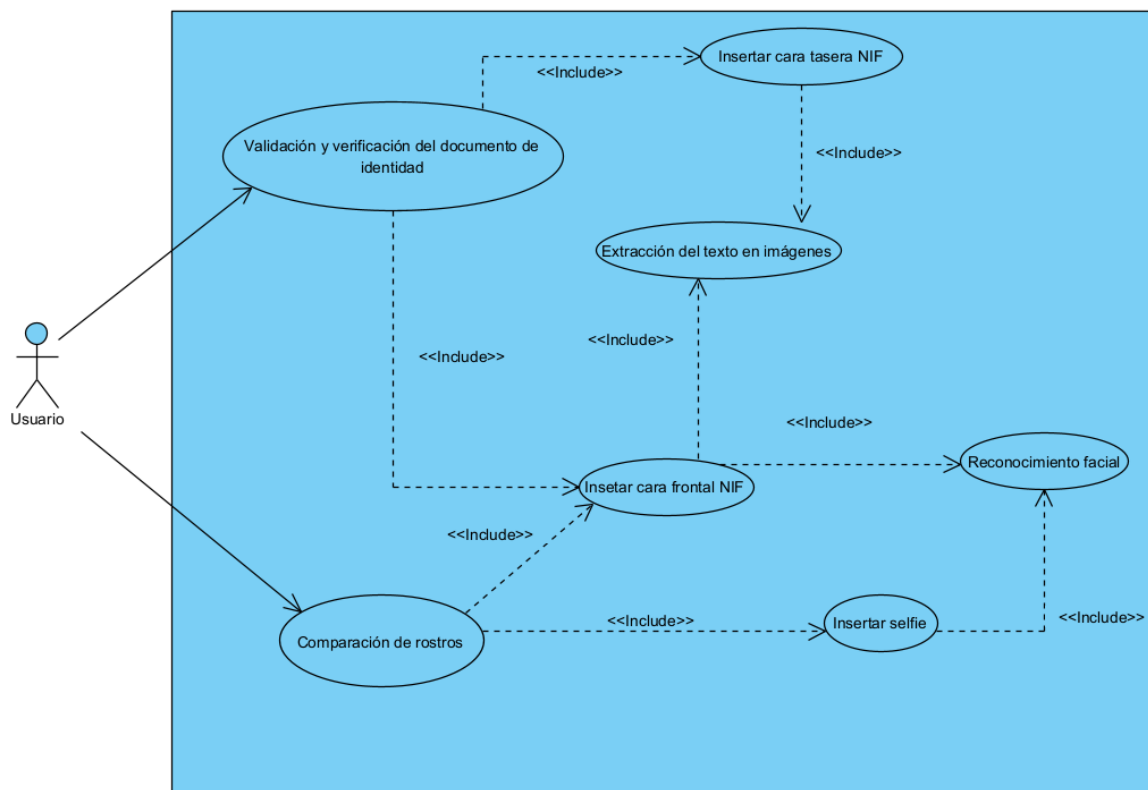 Insertar cara tasera NIF
<<Include>>
Validación y verificación del documento de
identidad
<<Include>>
Extracción del texto en imágenes
<<Include>>
<<Include>>
Usuario
<<Include>>
Reconocimiento facial
Insetar cara frontal NIF
<<Include>>
<<Include>>
<<Include>>
Insertar selfie
Comparación de rostros